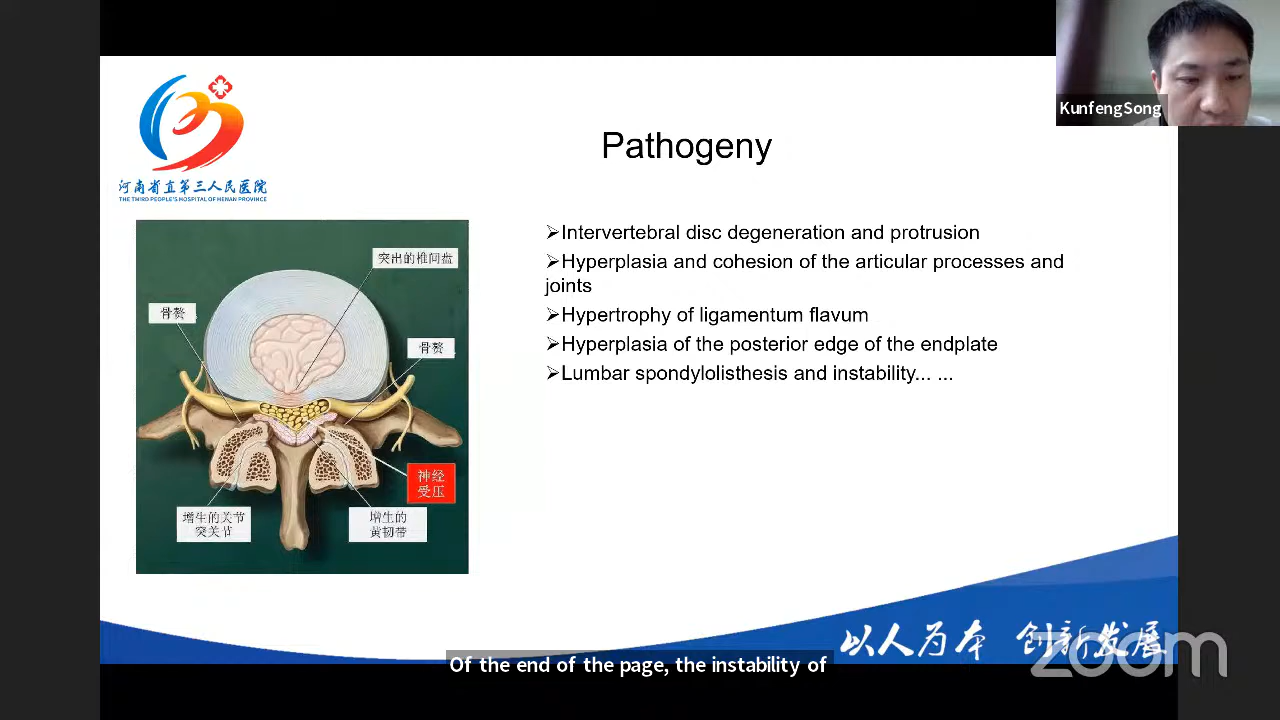 KunfengSong
河南省直第三人民医院
THE THIRD PEOPLE'S HOSPITAL OF HENAN PROVINCE
Pathogeny
突出的椎间盘
骨赘
骨赘
神经
受压
增生的关节
突关节
增生的
黄韧带
➢Intervertebral disc degeneration and protrusion
➢Hyperplasia and cohesion of the articular processes and
joints
➢Hypertrophy of ligamentum flavum
➢Hyperplasia of the posterior edge of the endplate
➢Lumbar spondylolisthesis and instability... ...
以人为本 创新发展
zoom
Of the end of the page, the instability of